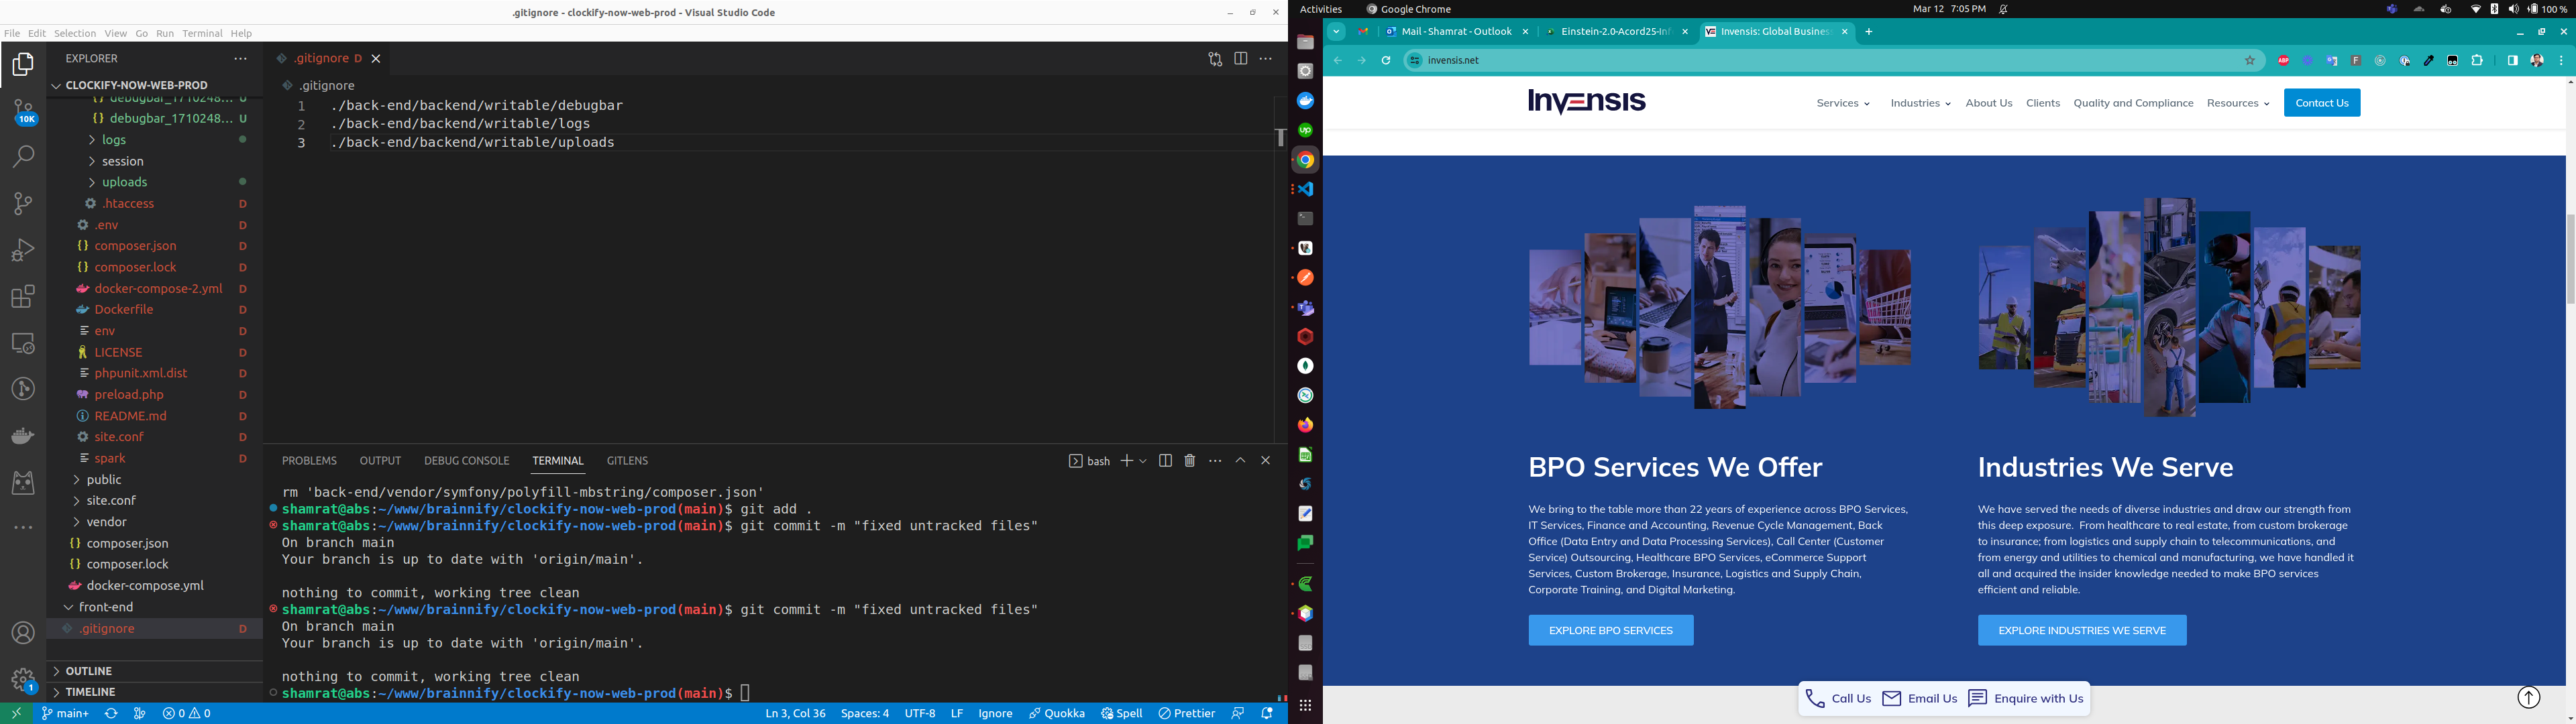 .gitignore - clockify-now-web-prod - Visual Studio Code
File Edit Selection View Go Run Terminal Help
EXPLORER
CLOCKIFY-NOW-WEB-PROD
debugbar_1710248... U
debugbar_1710248... U
logs
session
uploads
.htaccess D
.env D
composer.json D
composer.lock D
docker-compose-2.yml D
Dockerfile D
env D
LICENSE D
phpunit.xml.dist D
preload.php D
README.md D
site.conf D
spark D
public
site.conf
vendor
composer.json
composer.lock
docker-compose.yml
front-end
.gitignore D
OUTLINE
TIMELINE
10K
1
.gitignore D
.gitignore
1 ./back-end/backend/writable/debugbar
2 ./back-end/backend/writable/logs
3 ./back-end/backend/writable/uploads
PROBLEMS OUTPUT DEBUG CONSOLE TERMINAL GITLENS
bash
rm 'back-end/vendor/symfony/polyfill-mbstring/composer.json'
shamrat@abs:~/www/brainnify/clockify-now-web-prod(main)$ git add .
shamrat@abs:~/www/brainnify/clockify-now-web-prod(main)$ git commit -m "fixed untracked files"
On branch main
Your branch is up to date with 'origin/main'.
nothing to commit, working tree clean
shamrat@abs:~/www/brainnify/clockify-now-web-prod(main)$ git commit -m "fixed untracked files"
On branch main
Your branch is up to date with 'origin/main'.
nothing to commit, working tree clean
shamrat@abs:~/www/brainnify/clockify-now-web-prod(main)$
main+ 0 0 Ln 3, Col 36 Spaces: 4 UTF-8 LF Ignore Quokka Spell Prettier
Activities Google Chrome Mar 12 7:05 PM 100 %
Mail - Shamrat - Outlook Einstein-2.0-Acord25-Inf Invensis: Global Business
invensis.net
Invensis
Services Industries About Us Clients Quality and Compliance Resources Contact Us
BPO Services We Offer
We bring to the table more than 22 years of experience across BPO Services,
IT Services, Finance and Accounting, Revenue Cycle Management, Back
Office (Data Entry and Data Processing Services), Call Center (Customer
Service) Outsourcing, Healthcare BPO Services, eCommerce Support
Services, Custom Brokerage, Insurance, Logistics and Supply Chain,
Corporate Training, and Digital Marketing.
EXPLORE BPO SERVICES
Industries We Serve
We have served the needs of diverse industries and draw our strength from
this deep exposure. From healthcare to real estate, from custom brokerage
to insurance; from logistics and supply chain to telecommunications, and
from energy and utilities to chemical and manufacturing, we have handled it
all and acquired the insider knowledge needed to make BPO services
efficient and reliable.
EXPLORE INDUSTRIES WE SERVE
Call Us Email Us Enquire with Us